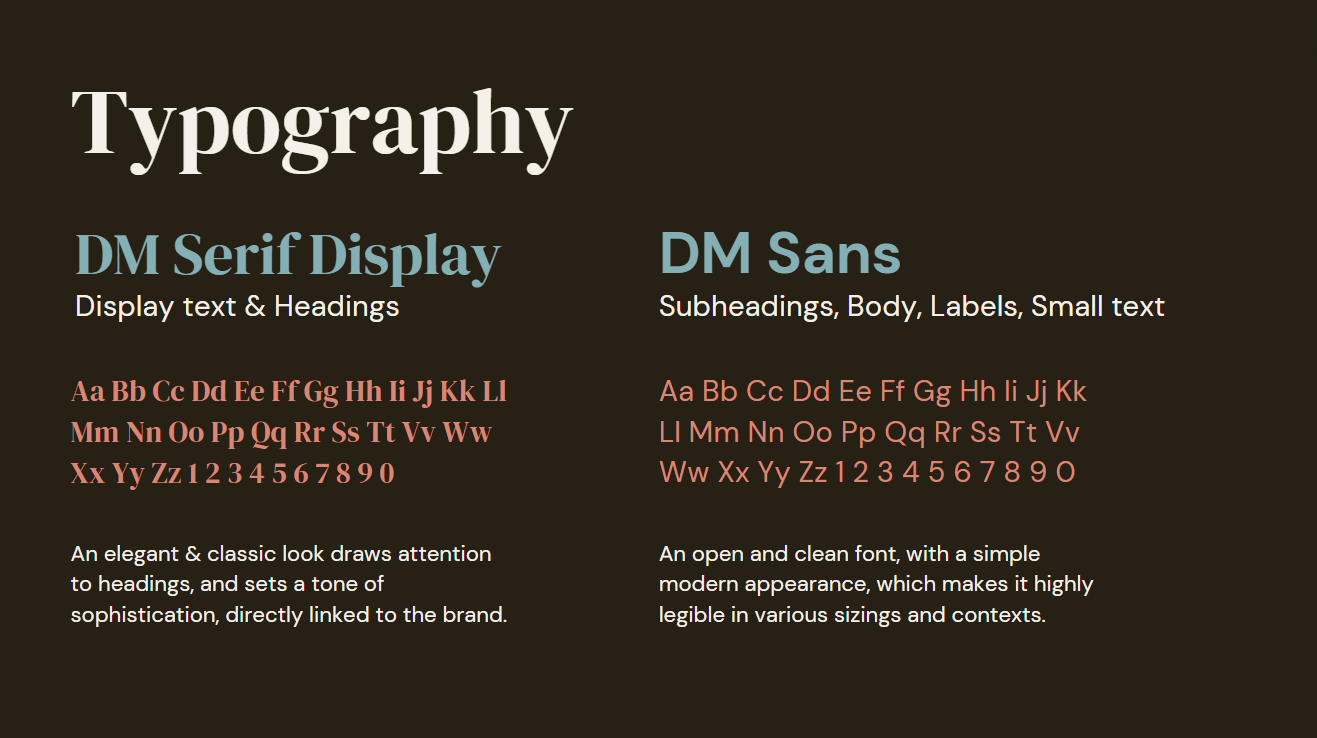 Typography
DM Serif Display
Display text & Headings
Aa Bb Cc Dd Ee Ff Gg Hh Ii Jj Kk Ll
Mm Nn Oo Pp Qq Rr Ss Tt Vv Ww
Xx Yy Zz 1 2 3 4 5 6 7 8 9 0
An elegant & classic look draws attention
to headings, and sets a tone of
sophistication, directly linked to the brand.
DM Sans
Subheadings, Body, Labels, Small text
Aa Bb Cc Dd Ee Ff Gg Hh Ii Jj Kk
Ll Mm Nn Oo Pp Qq Rr Ss Tt Vv
Ww Xx Yy Zz 1 2 3 4 5 6 7 8 9 0
An open and clean font, with a simple
modern appearance, which makes it highly
legible in various sizings and contexts.